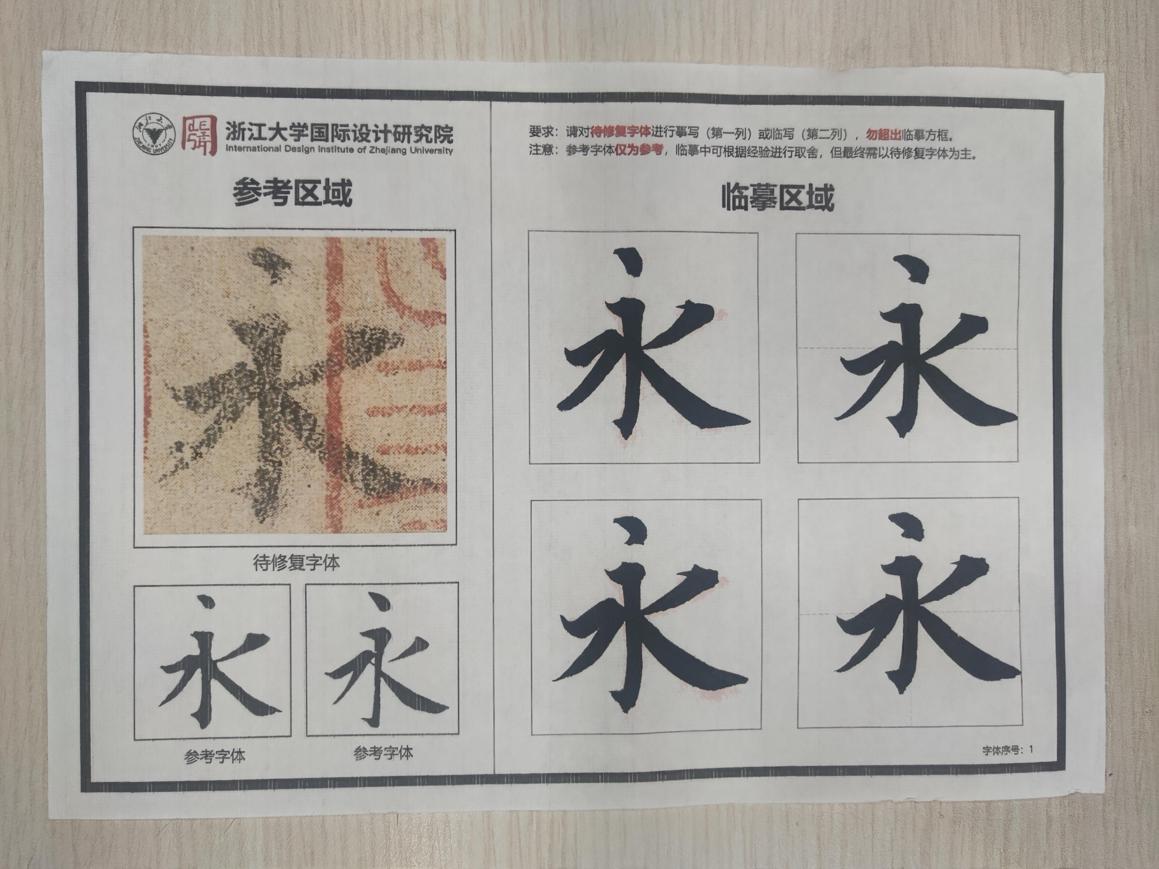 浙江大学国际设计研究院
International Design Institute of Zhejiang University
参考区域
永
待修复字体
永
永
参考字体
参考字体
要求：请对待修复字体进行摹写（第一列）或临写（第二列），勿超出临摹方框。
注意：参考字体仅为参考，临摹中可根据经验进行取舍，但最终需以待修复字体为主。
临摹区域
永
永
永
永
字体序号：1